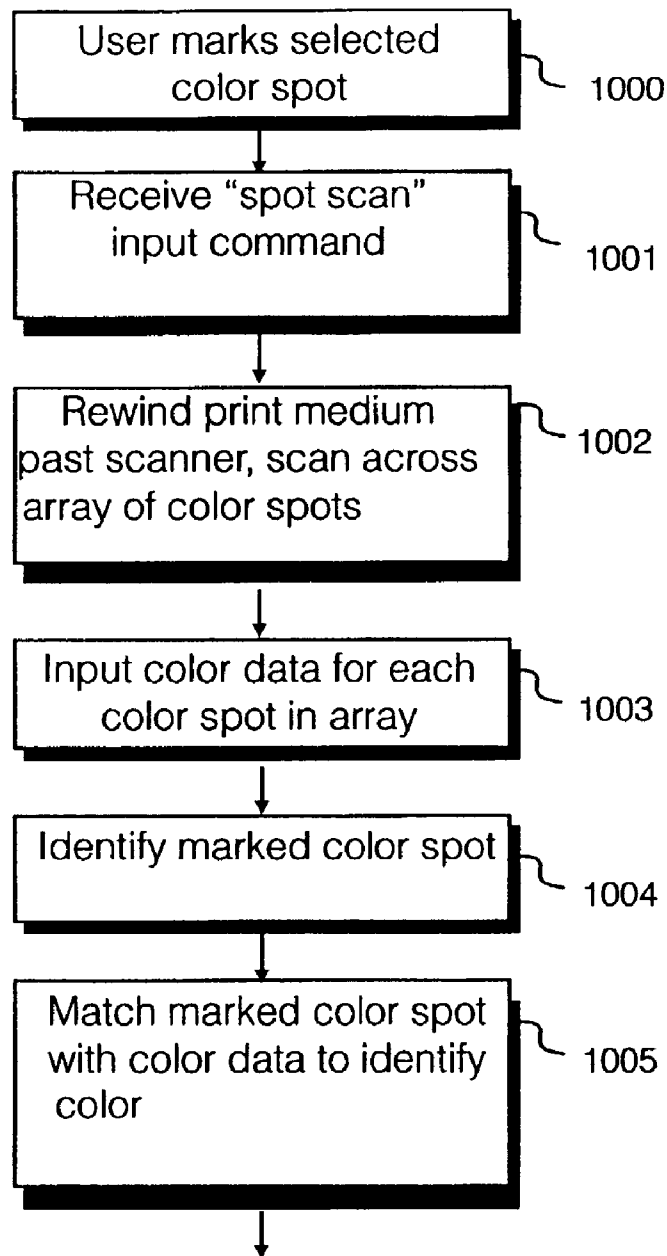 User marks selected
color spot
1000
Receive “spot scan”
input command
1001
Rewind print medium
past scanner, scan across
array of color spots
1002
Input color data for each
color spot in array
1003
Identify marked color spot
1004
Match marked color spot
with color data to identify
color
1005